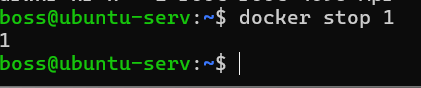 boss@ubuntu-serv:~$ docker stop 1
1
boss@ubuntu-serv:~$